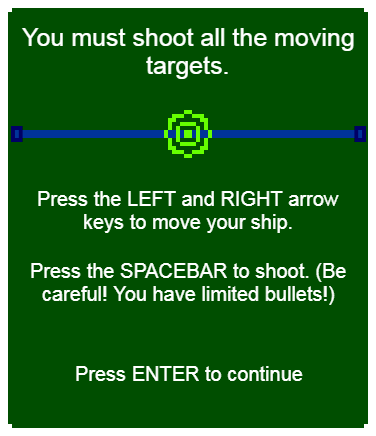 You must shoot all the moving
targets.
Press the LEFT and RIGHT arrow
keys to move your ship.
Press the SPACEBAR to shoot. (Be
careful! You have limited bullets!)
Press ENTER to continue